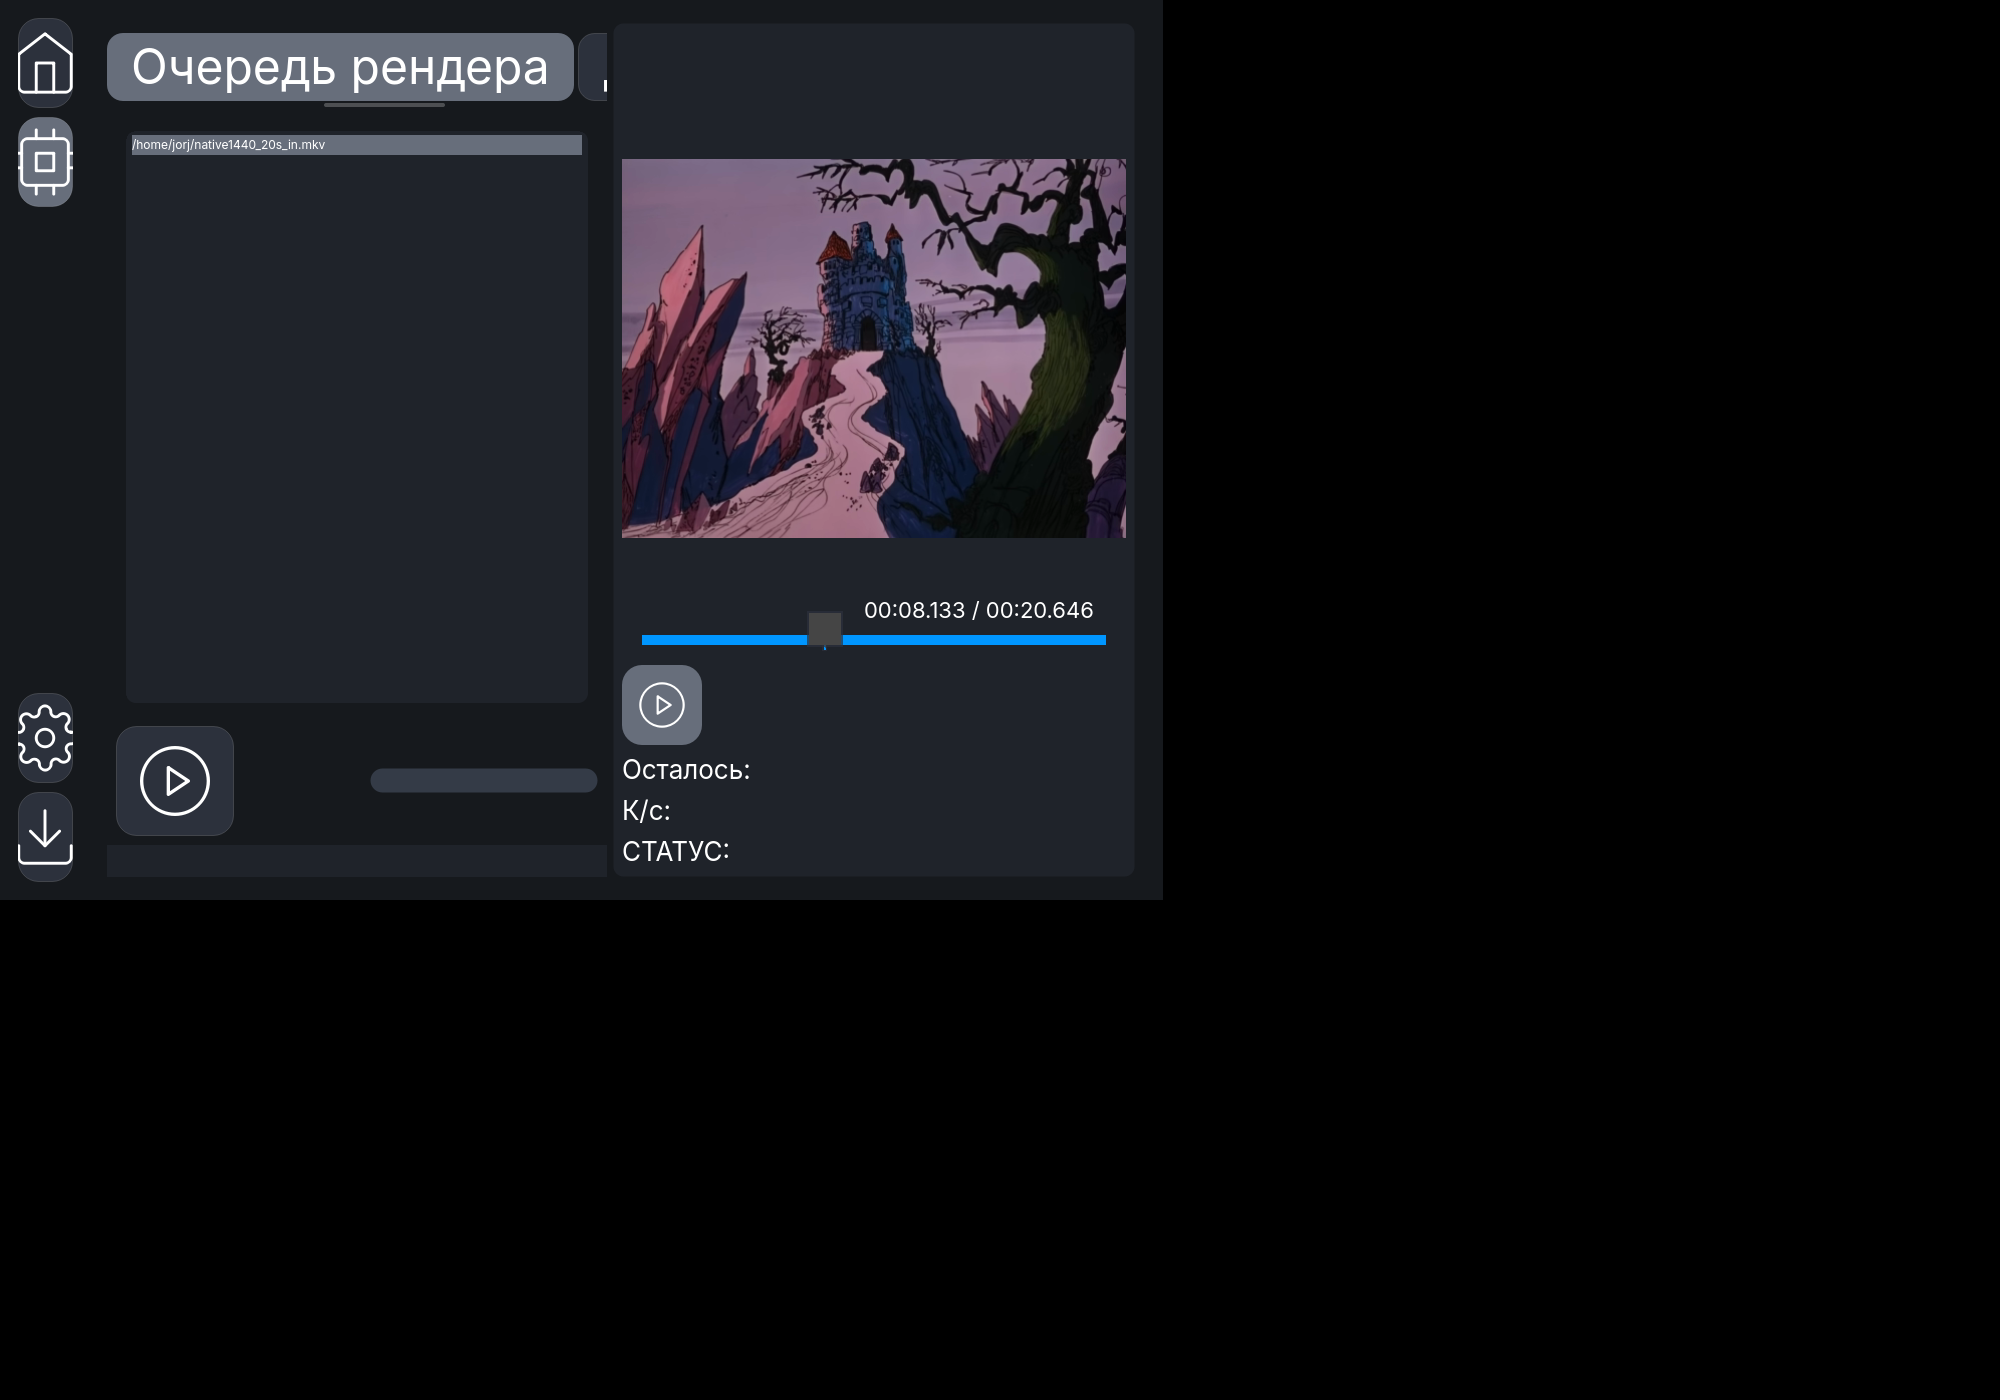 Очередь рендера
/home/jorj/native1440_20s_in.mkv
00:08.133 / 00:20.646
Осталось:
К/с:
СТАТУС: